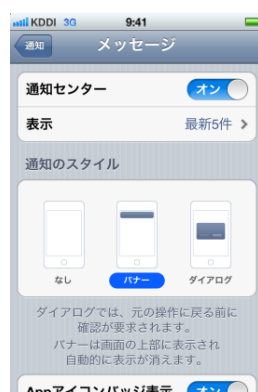 KDDI 3G 9:41
通知 メッセージ
通知センター オン
表示 最新5件
通知のスタイル
なし バナー ダイアログ
ダイアログでは、元の操作に戻る前に
確認が要求されます。
バナーは画面の上部に表示され
自動的に表示が消えます。
Appアイコンバッジ表示 オン